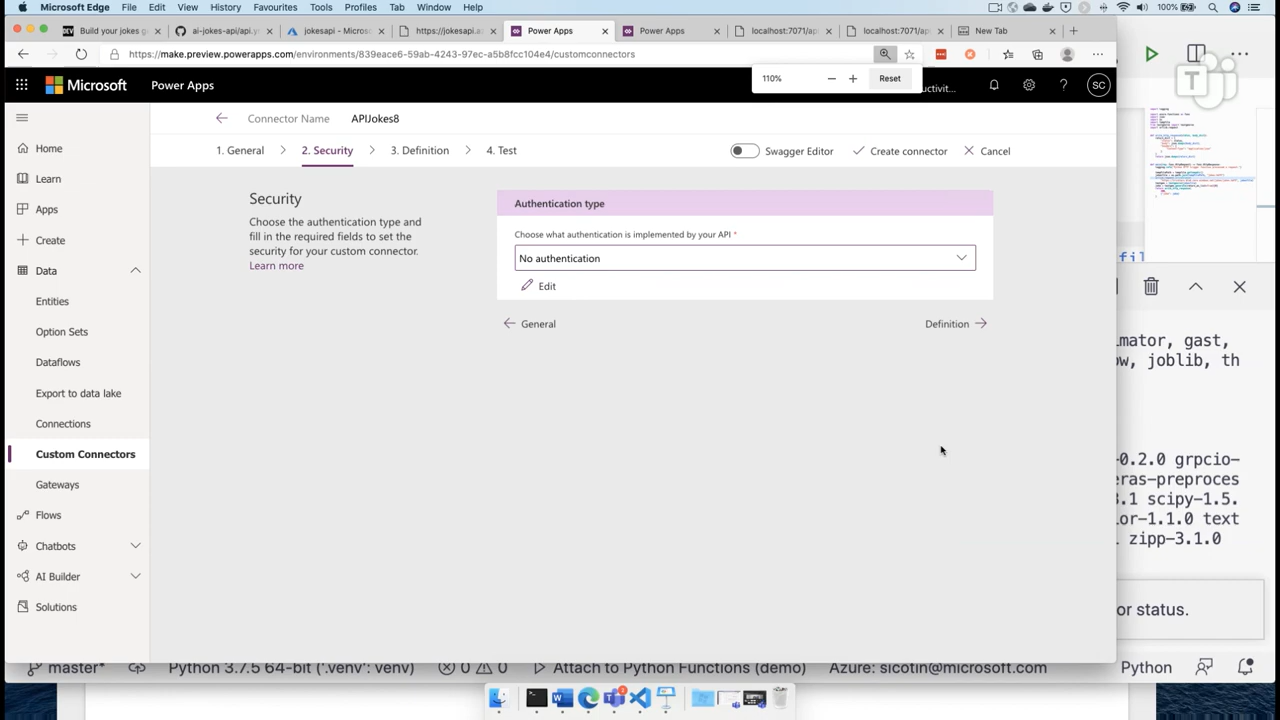 Microsoft Edge File Edit View History Favourites Tools Profiles Tab Window Help 100%
DEV Build your jokes g ai-jokes-api/api.y jokesapi - Micros https://jokesapi.az Power Apps Power Apps localhost:7071/ap localhost:7071/ap New Tab
https://make.preview.powerapps.com/environments/839eace6-59ab-4243-97ec-a5b8fcc104e4/customconnectors
110% Reset
Microsoft Power Apps uctivit... SC
Connector Name APIJokes8
1. General 2. Security 3. Definition 4. Test Swagger Editor Create connector Cancel
Home
Learn
Apps
Create
Data
Entities
Option Sets
Dataflows
Export to data lake
Connections
Custom Connectors
Gateways
Flows
Chatbots
AI Builder
Solutions
Security
Choose the authentication type and
fill in the required fields to set the
security for your custom connector.
Learn more
Authentication type
Choose what authentication is implemented by your API *
No authentication
Edit
General Definition
T
fil
mator, gast,
ow, joblib, th
-0.2.0 grpcio-
eras-preproces
.1 scipy-1.5.
or-1.1.0 text
zipp-3.1.0
or status.
master* Python 3.7.5 64-bit ('.venv': venv) 0 0 Attach to Python Functions (demo) Azure: sicotin@microsoft.com Python